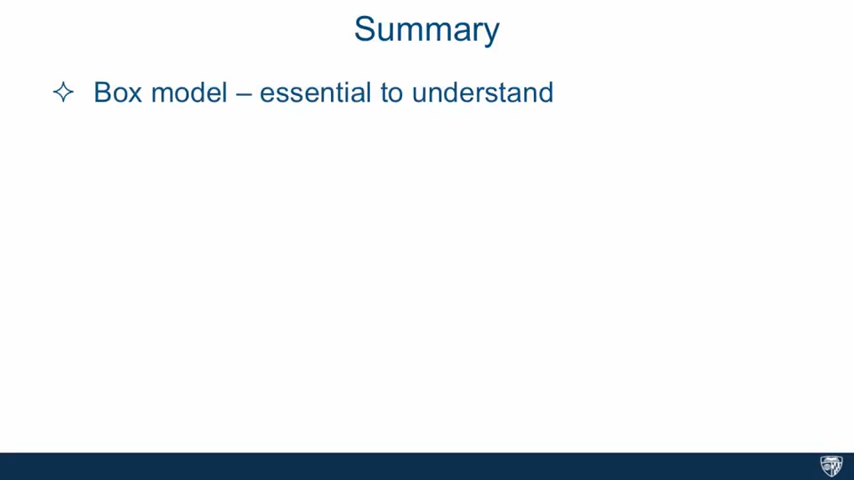 Summary
Box model – essential to understand